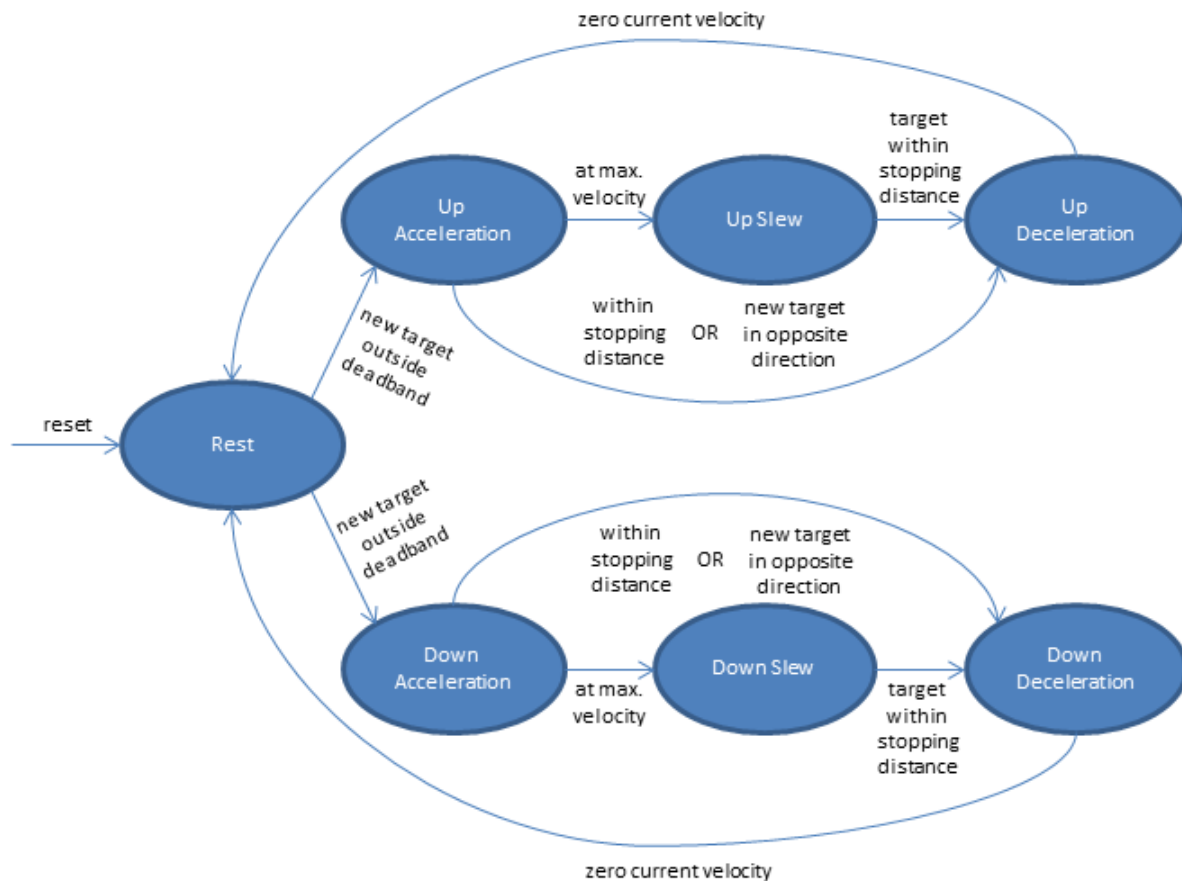 zero current velocity
target
within
stopping
distance
at max.
velocity
Up
Acceleration
Up Slew
Up
Deceleration
new target
outside
deadband
within
stopping
distance
OR
new target
in opposite
direction
reset
Rest
new target
outside
deadband
within
stopping
distance
OR
new target
in opposite
direction
Down
Acceleration
Down Slew
Down
Deceleration
at max.
velocity
target
within
stopping
distance
zero current velocity